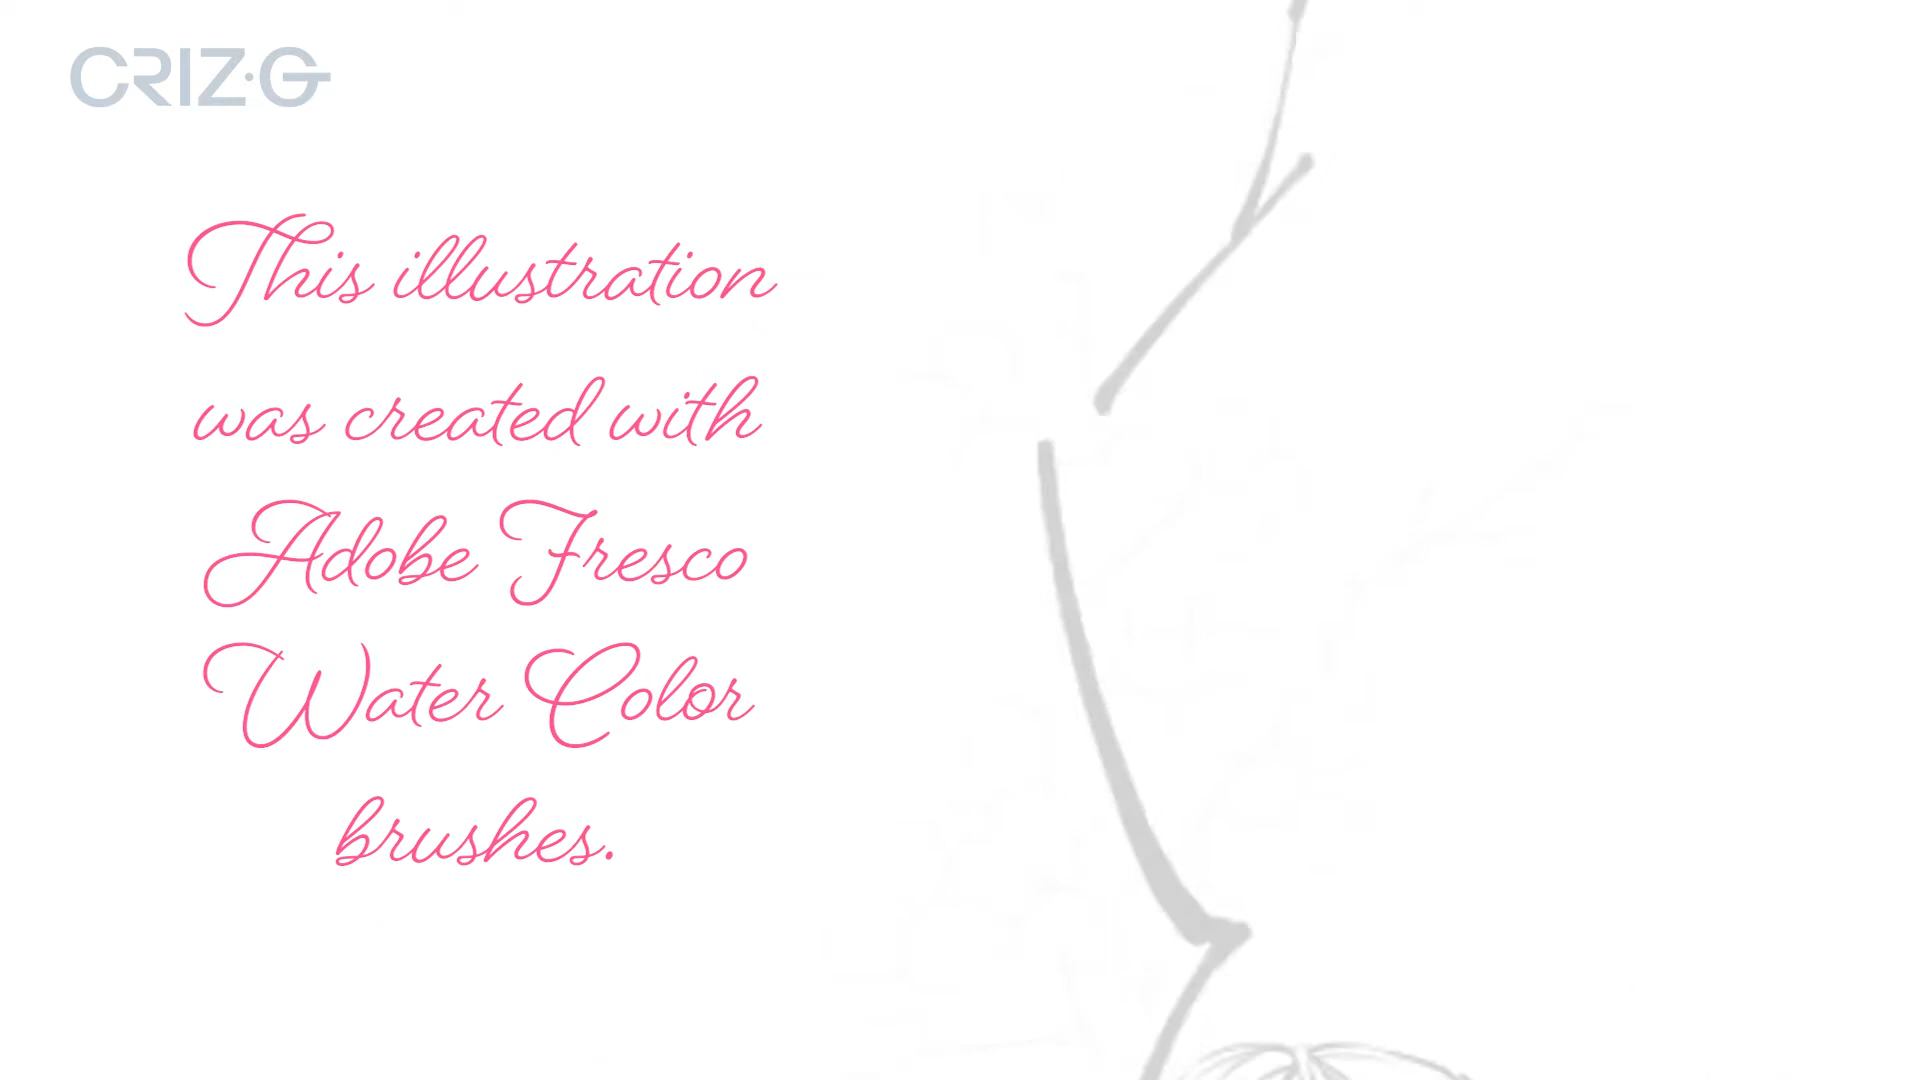 CRIZ·G
This illustration
was created with
Adobe Fresco
Water Color
brushes.